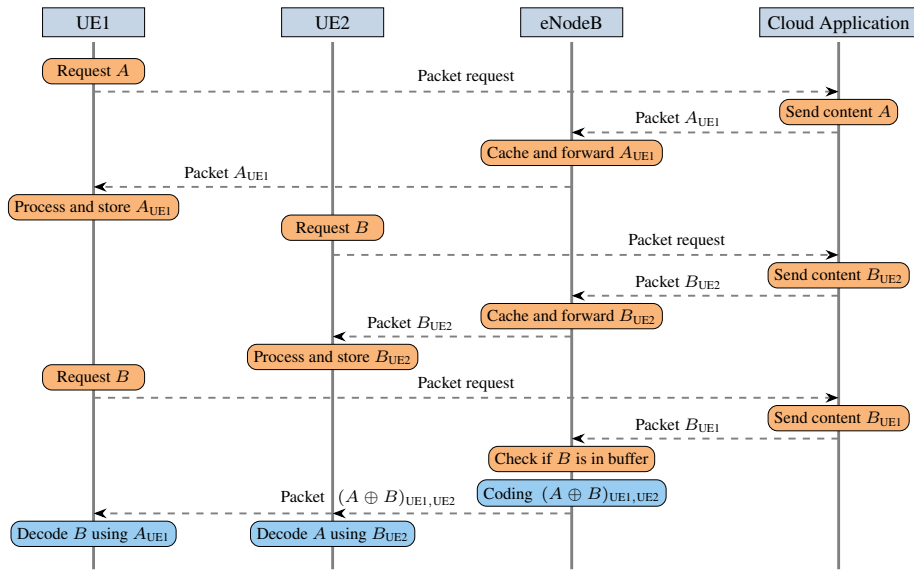 UE1 UE2 eNodeB Cloud Application
Request A
Packet request
Send content A
Packet A_UE1
Cache and forward A_UE1
Packet A_UE1
Process and store A_UE1
Request B
Packet request
Send content B_UE2
Packet B_UE2
Cache and forward B_UE2
Packet B_UE2
Process and store B_UE2
Request B
Packet request
Send content B_UE1
Packet B_UE1
Check if B is in buffer
Coding (A ⊕ B)_UE1,UE2
Packet (A ⊕ B)_UE1,UE2
Decode B using A_UE1 Decode A using B_UE2